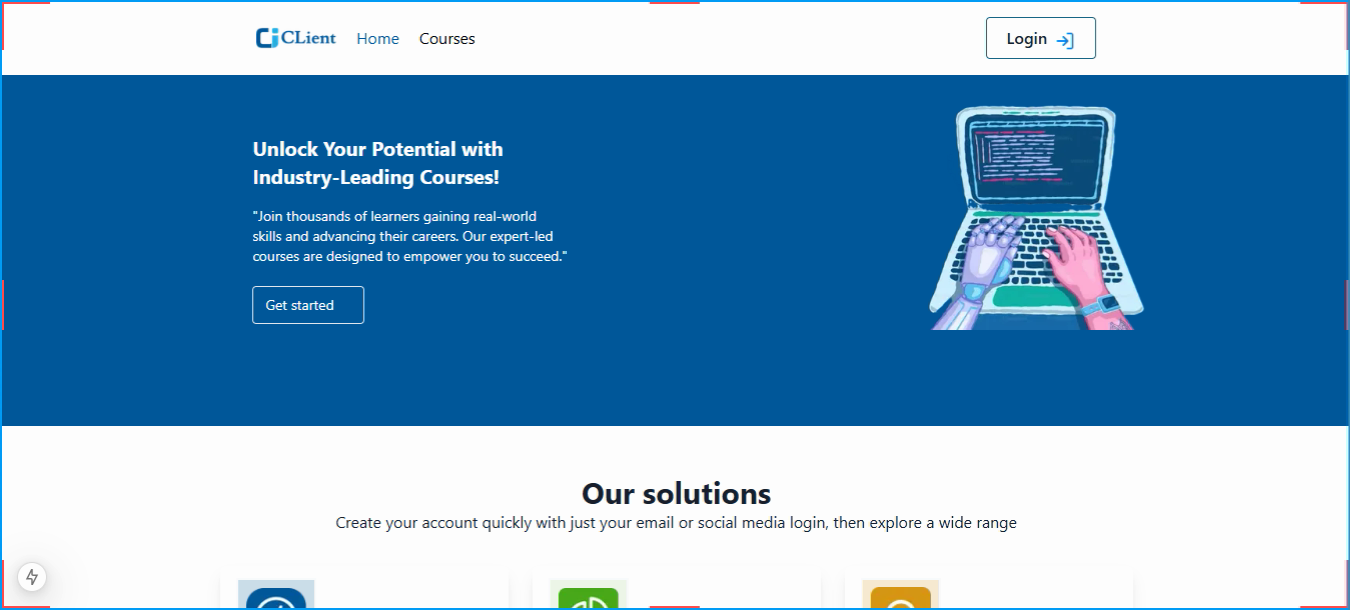 CLient Home Courses Login
Unlock Your Potential with
Industry-Leading Courses!
"Join thousands of learners gaining real-world
skills and advancing their careers. Our expert-led
courses are designed to empower you to succeed."
Get started
Our solutions
Create your account quickly with just your email or social media login, then explore a wide range